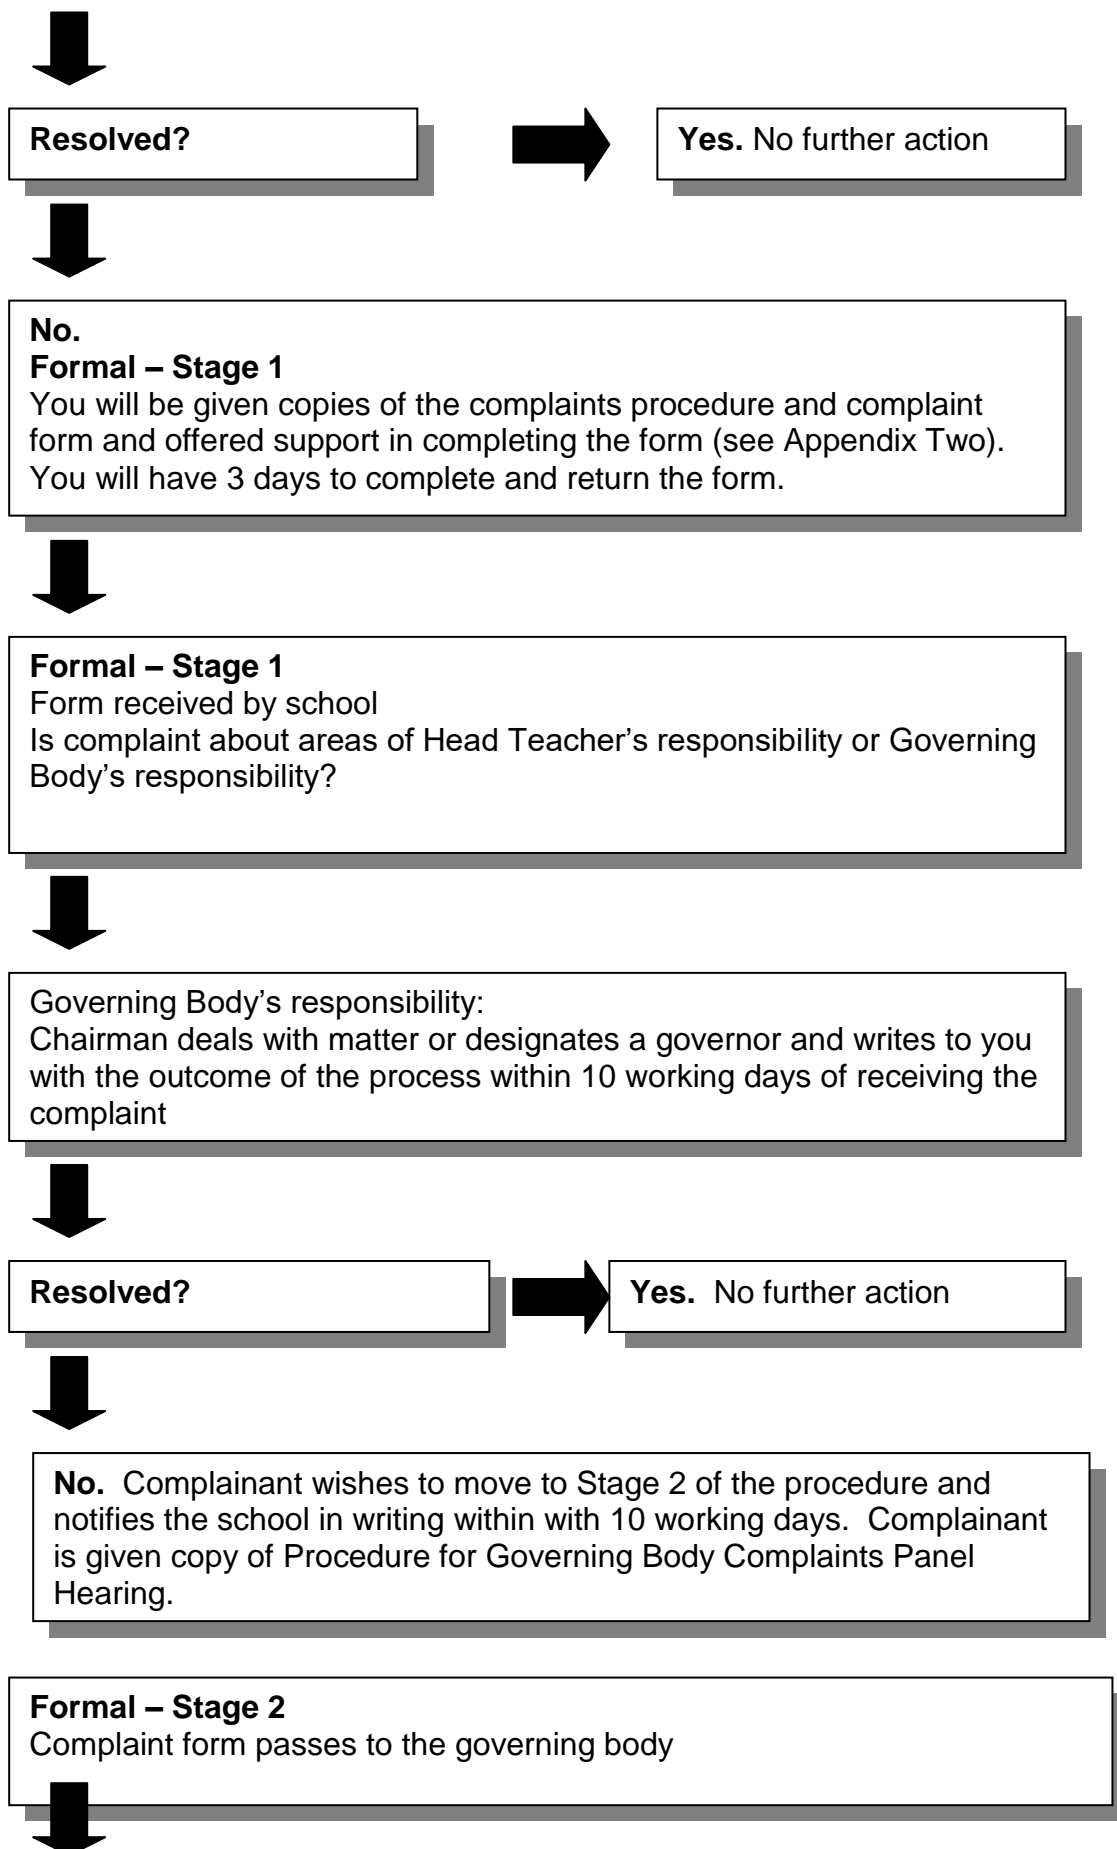 Resolved?
Yes. No further action
No.
Formal – Stage 1
You will be given copies of the complaints procedure and complaint
form and offered support in completing the form (see Appendix Two).
You will have 3 days to complete and return the form.
Formal – Stage 1
Form received by school
Is complaint about areas of Head Teacher’s responsibility or Governing
Body’s responsibility?
Governing Body’s responsibility:
Chairman deals with matter or designates a governor and writes to you
with the outcome of the process within 10 working days of receiving the
complaint
Resolved?
Yes.  No further action
No.  Complainant wishes to move to Stage 2 of the procedure and
notifies the school in writing within with 10 working days.  Complainant
is given copy of Procedure for Governing Body Complaints Panel
Hearing.
Formal – Stage 2
Complaint form passes to the governing body